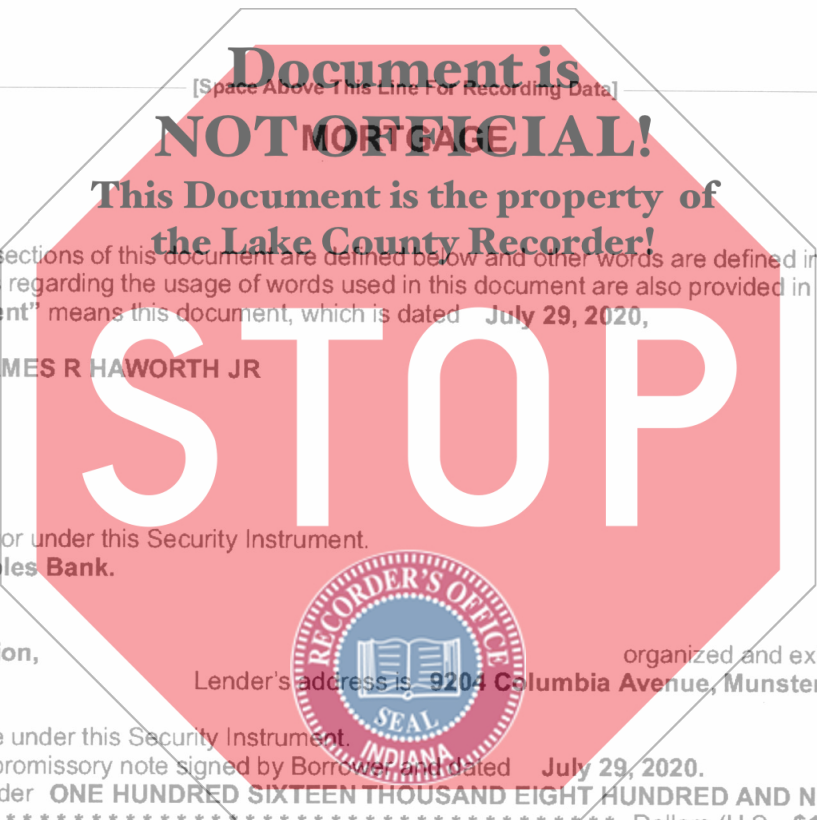 Document is
[Space Above This Line For Recording Data]
NOT OFFICIAL!
MORTGAGE
This Document is the property of
the Lake County Recorder!
sections of this document are defined below and other words are defined in
regarding the usage of words used in this document are also provided in
nt” means this document, which is dated July 29, 2020,
MES R HAWORTH JR
STOP
or under this Security Instrument.
les Bank.
RECORDER'S OFFICE
SEAL
INDIANA
ion,
organized and ex
Lender's address is 9204 Columbia Avenue, Munster
e under this Security Instrument.
promissory note signed by Borrower and dated July 29, 2020.
der ONE HUNDRED SIXTEEN THOUSAND EIGHT HUNDRED AND N